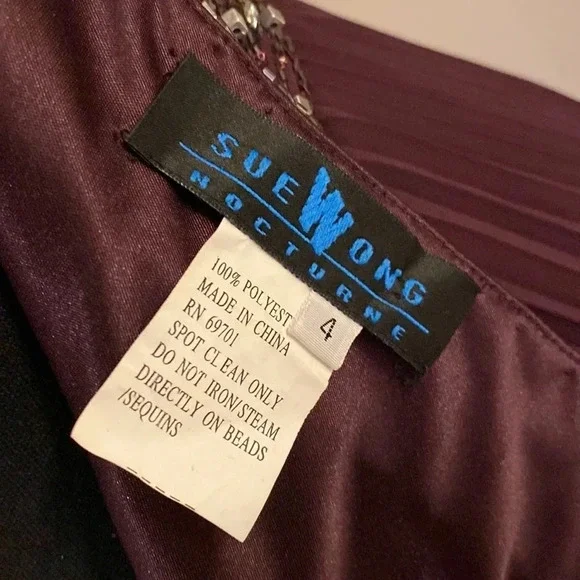 SUE WONG
NOCTURNE
4
100% POLYEST
MADE IN CHINA
RN 69701
SPOT CLEAN ONLY
DO NOT IRON/STEAM
DIRECTLY ON BEADS
/SEQUINS